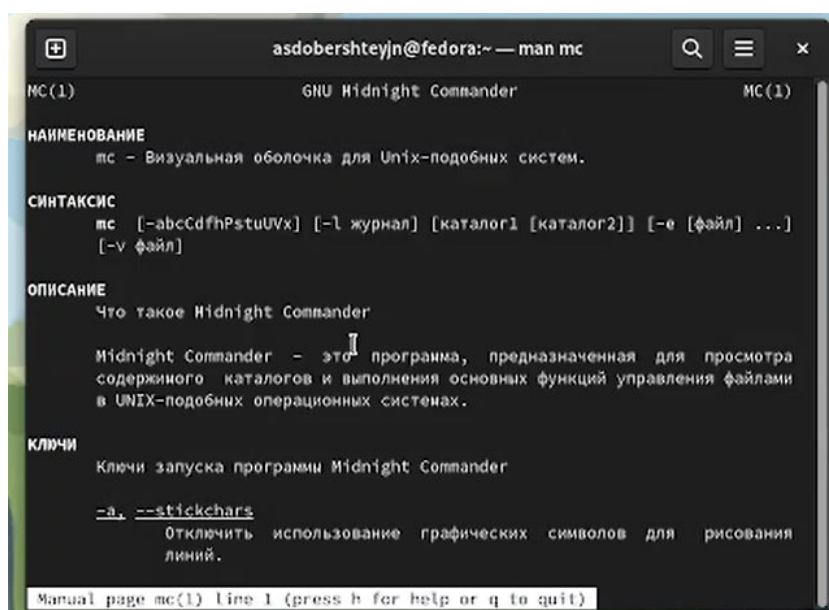 asdobershteyjn@fedora:~ — man mc
MC(1) GNU Midnight Commander MC(1)
НАИМЕНОВАНИЕ
mc - Визуальная оболочка для Unix-подобных систем.
СИНТАКСИС
mc [-abcCdfhPstuUVx] [-l журнал] [каталог1 [каталог2]] [-e [файл] ...]
[-v файл]
ОПИСАНИЕ
Что такое Midnight Commander
Midnight Commander - это программа, предназначенная для просмотра
содержимого каталогов и выполнения основных функций управления файлами
в UNIX-подобных операционных системах.
КЛЮЧИ
Ключи запуска программы Midnight Commander
-a, --stickchars
Отключить использование графических символов для рисования
линий.
Manual page mc(1) line 1 (press h for help or q to quit)